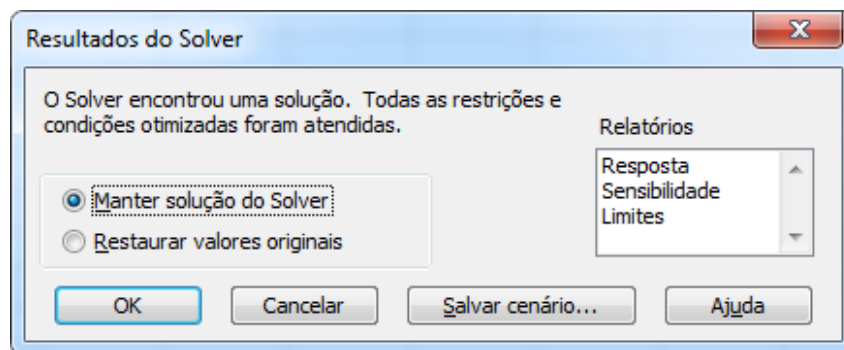 Resultados do Solver
O Solver encontrou uma solução. Todas as restrições e
condições otimizadas foram atendidas.
Relatórios
Resposta
Sensibilidade
Limites
Manter solução do Solver
Restaurar valores originais
OK
Cancelar
Salvar cenário...
Ajuda